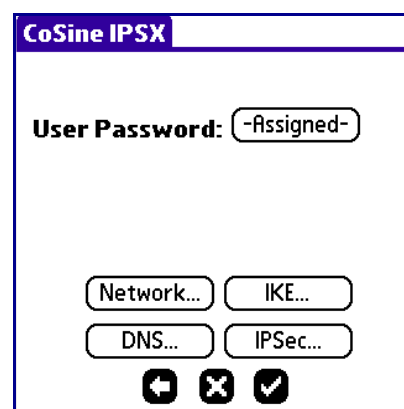 CoSine IPSX
User Password: -Assigned-
Network... IKE...
DNS... IPSec...